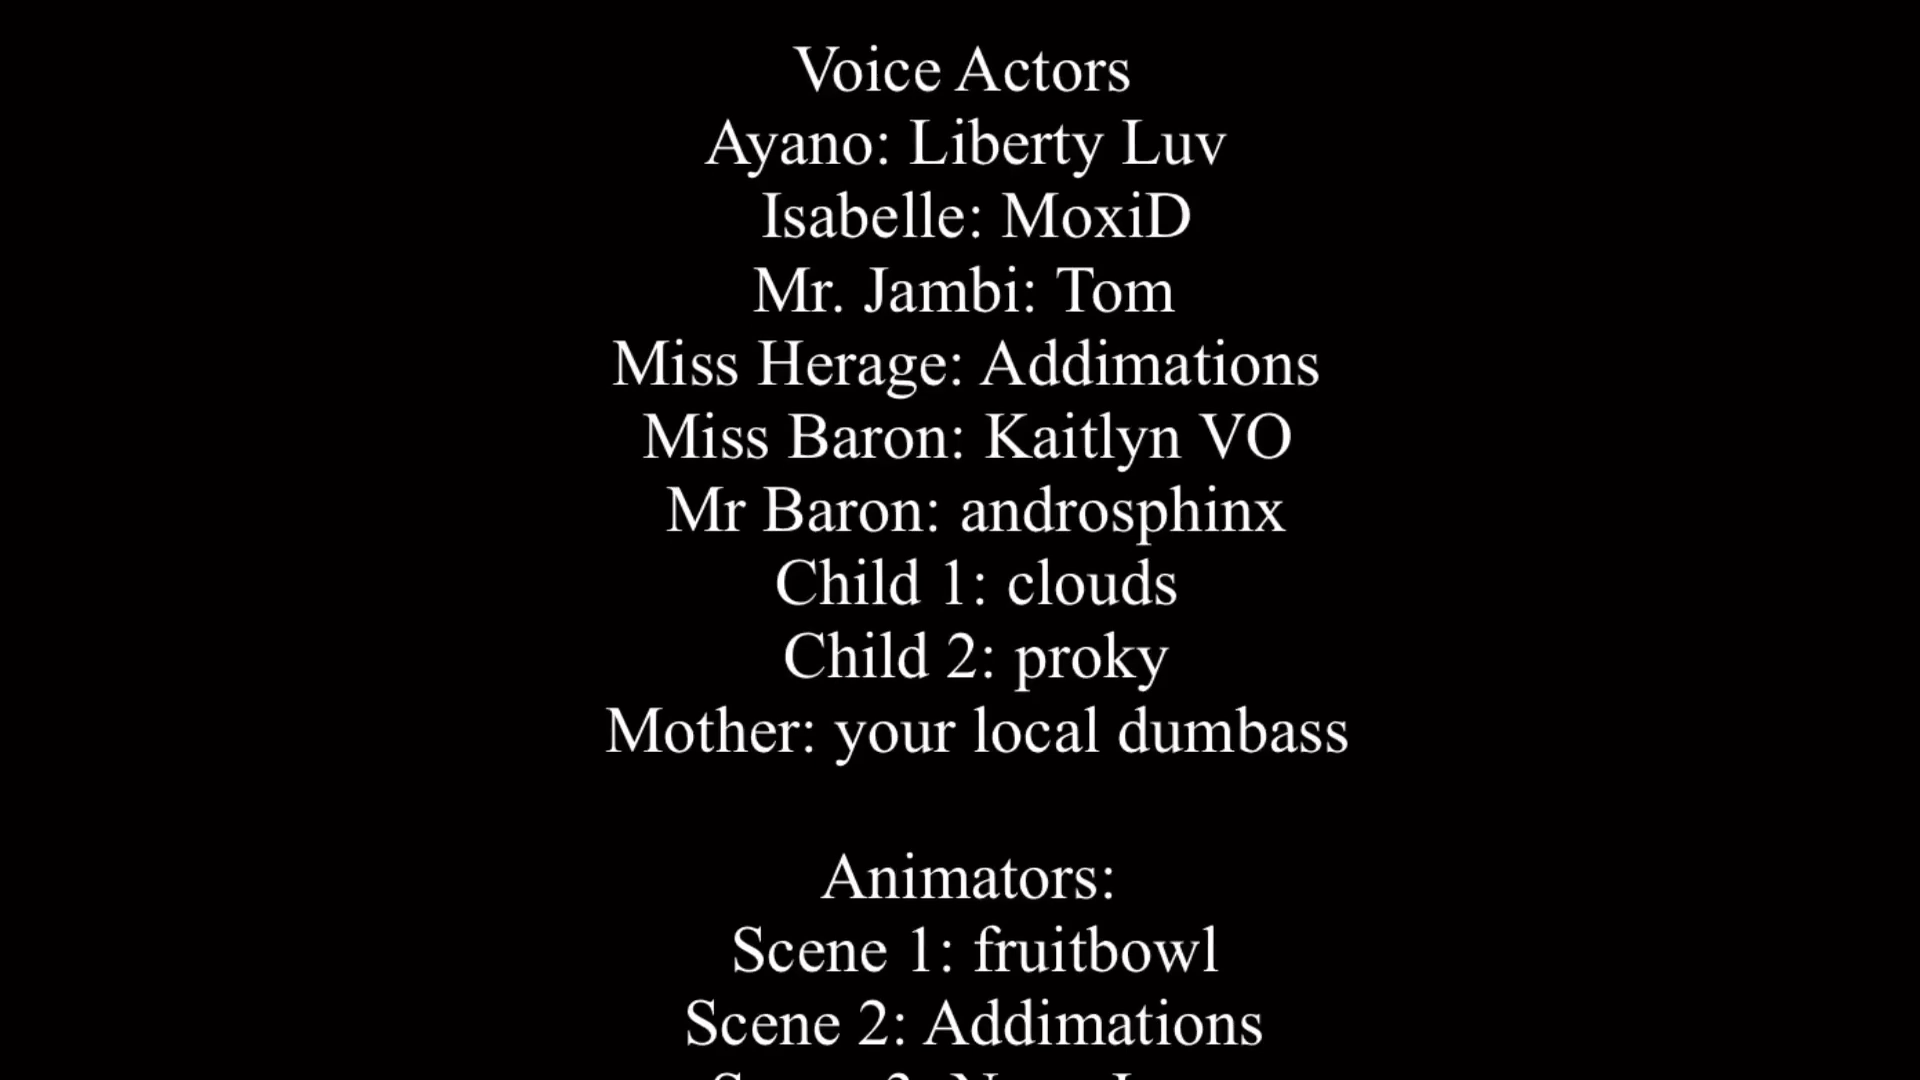 Voice Actors
Ayano: Liberty Luv
Isabelle: MoxiD
Mr. Jambi: Tom
Miss Herage: Addimations
Miss Baron: Kaitlyn VO
Mr Baron: androsphinx
Child 1: clouds
Child 2: proky
Mother: your local dumbass
Animators:
Scene 1: fruitbowl
Scene 2: Addimations